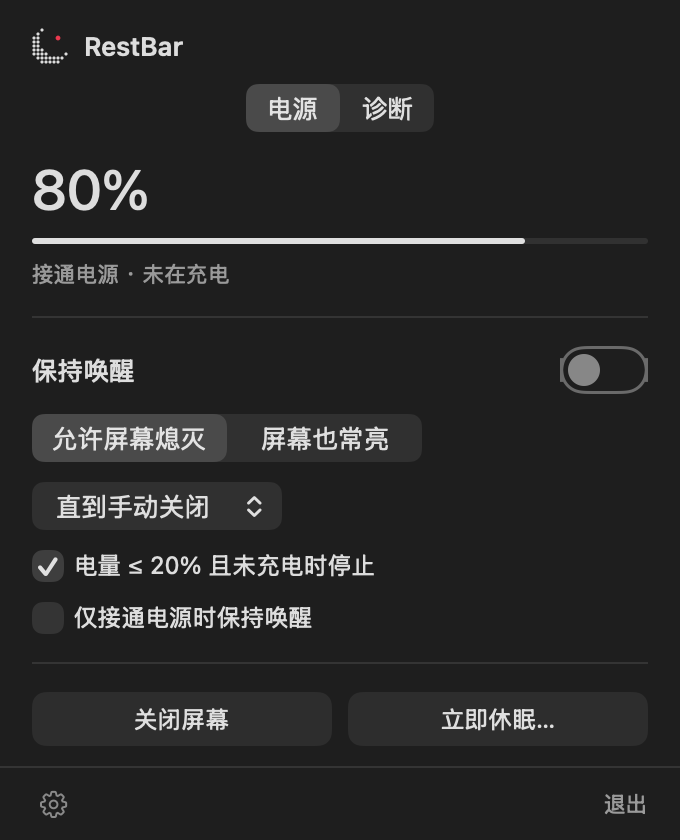 RestBar
电源 诊断
80%
接通电源 · 未在充电
保持唤醒
允许屏幕熄灭 屏幕也常亮
直到手动关闭
电量 ≤ 20% 且未充电时停止
仅接通电源时保持唤醒
关闭屏幕 立即休眠...
退出